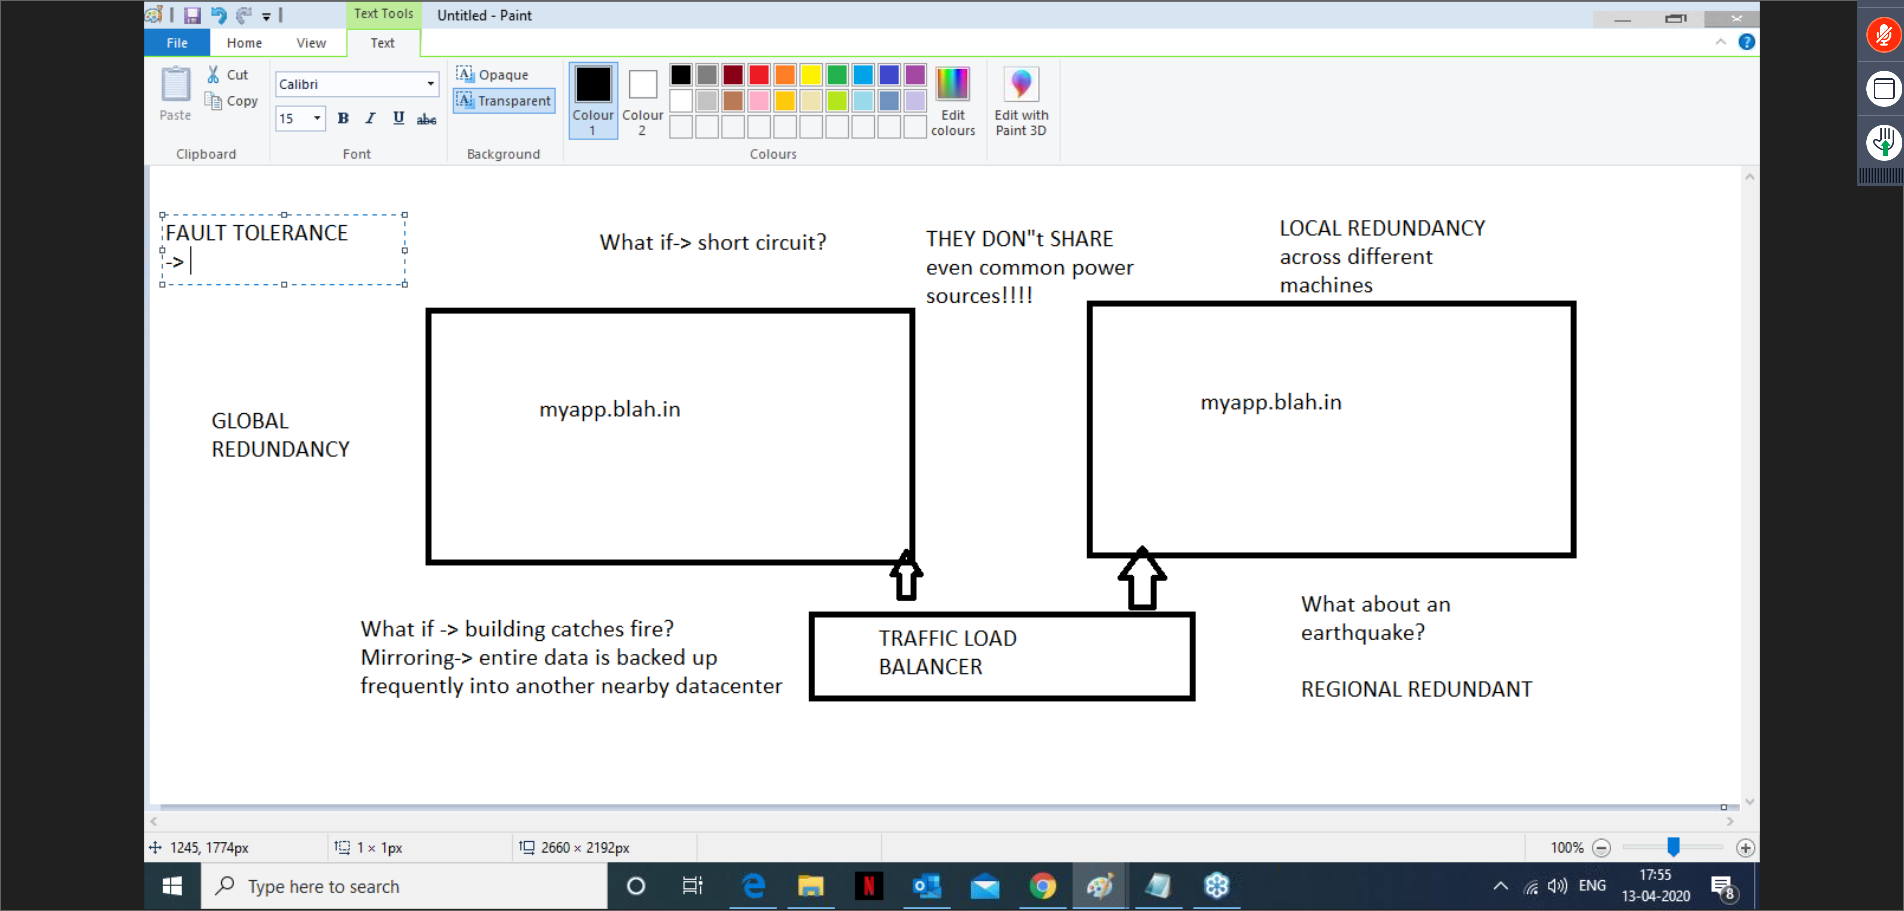 Text Tools
Untitled - Paint
File
Home
View
Text
Paste
Cut
Copy
Clipboard
Calibri
15
B
I
U
abc
Font
Opaque
Transparent
Background
Colour
1
Colour
2
Edit
colours
Colours
Edit with
Paint 3D
FAULT TOLERANCE
->
What if-> short circuit?
THEY DON"t SHARE
even common power
sources!!!!
LOCAL REDUNDANCY
across different
machines
GLOBAL
REDUNDANCY
myapp.blah.in
myapp.blah.in
What if -> building catches fire?
Mirroring-> entire data is backed up
frequently into another nearby datacenter
TRAFFIC LOAD
BALANCER
What about an
earthquake?
REGIONAL REDUNDANT
1245, 1774px
1 × 1px
2660 × 2192px
100%
Type here to search
N
ENG
17:55
13-04-2020
8